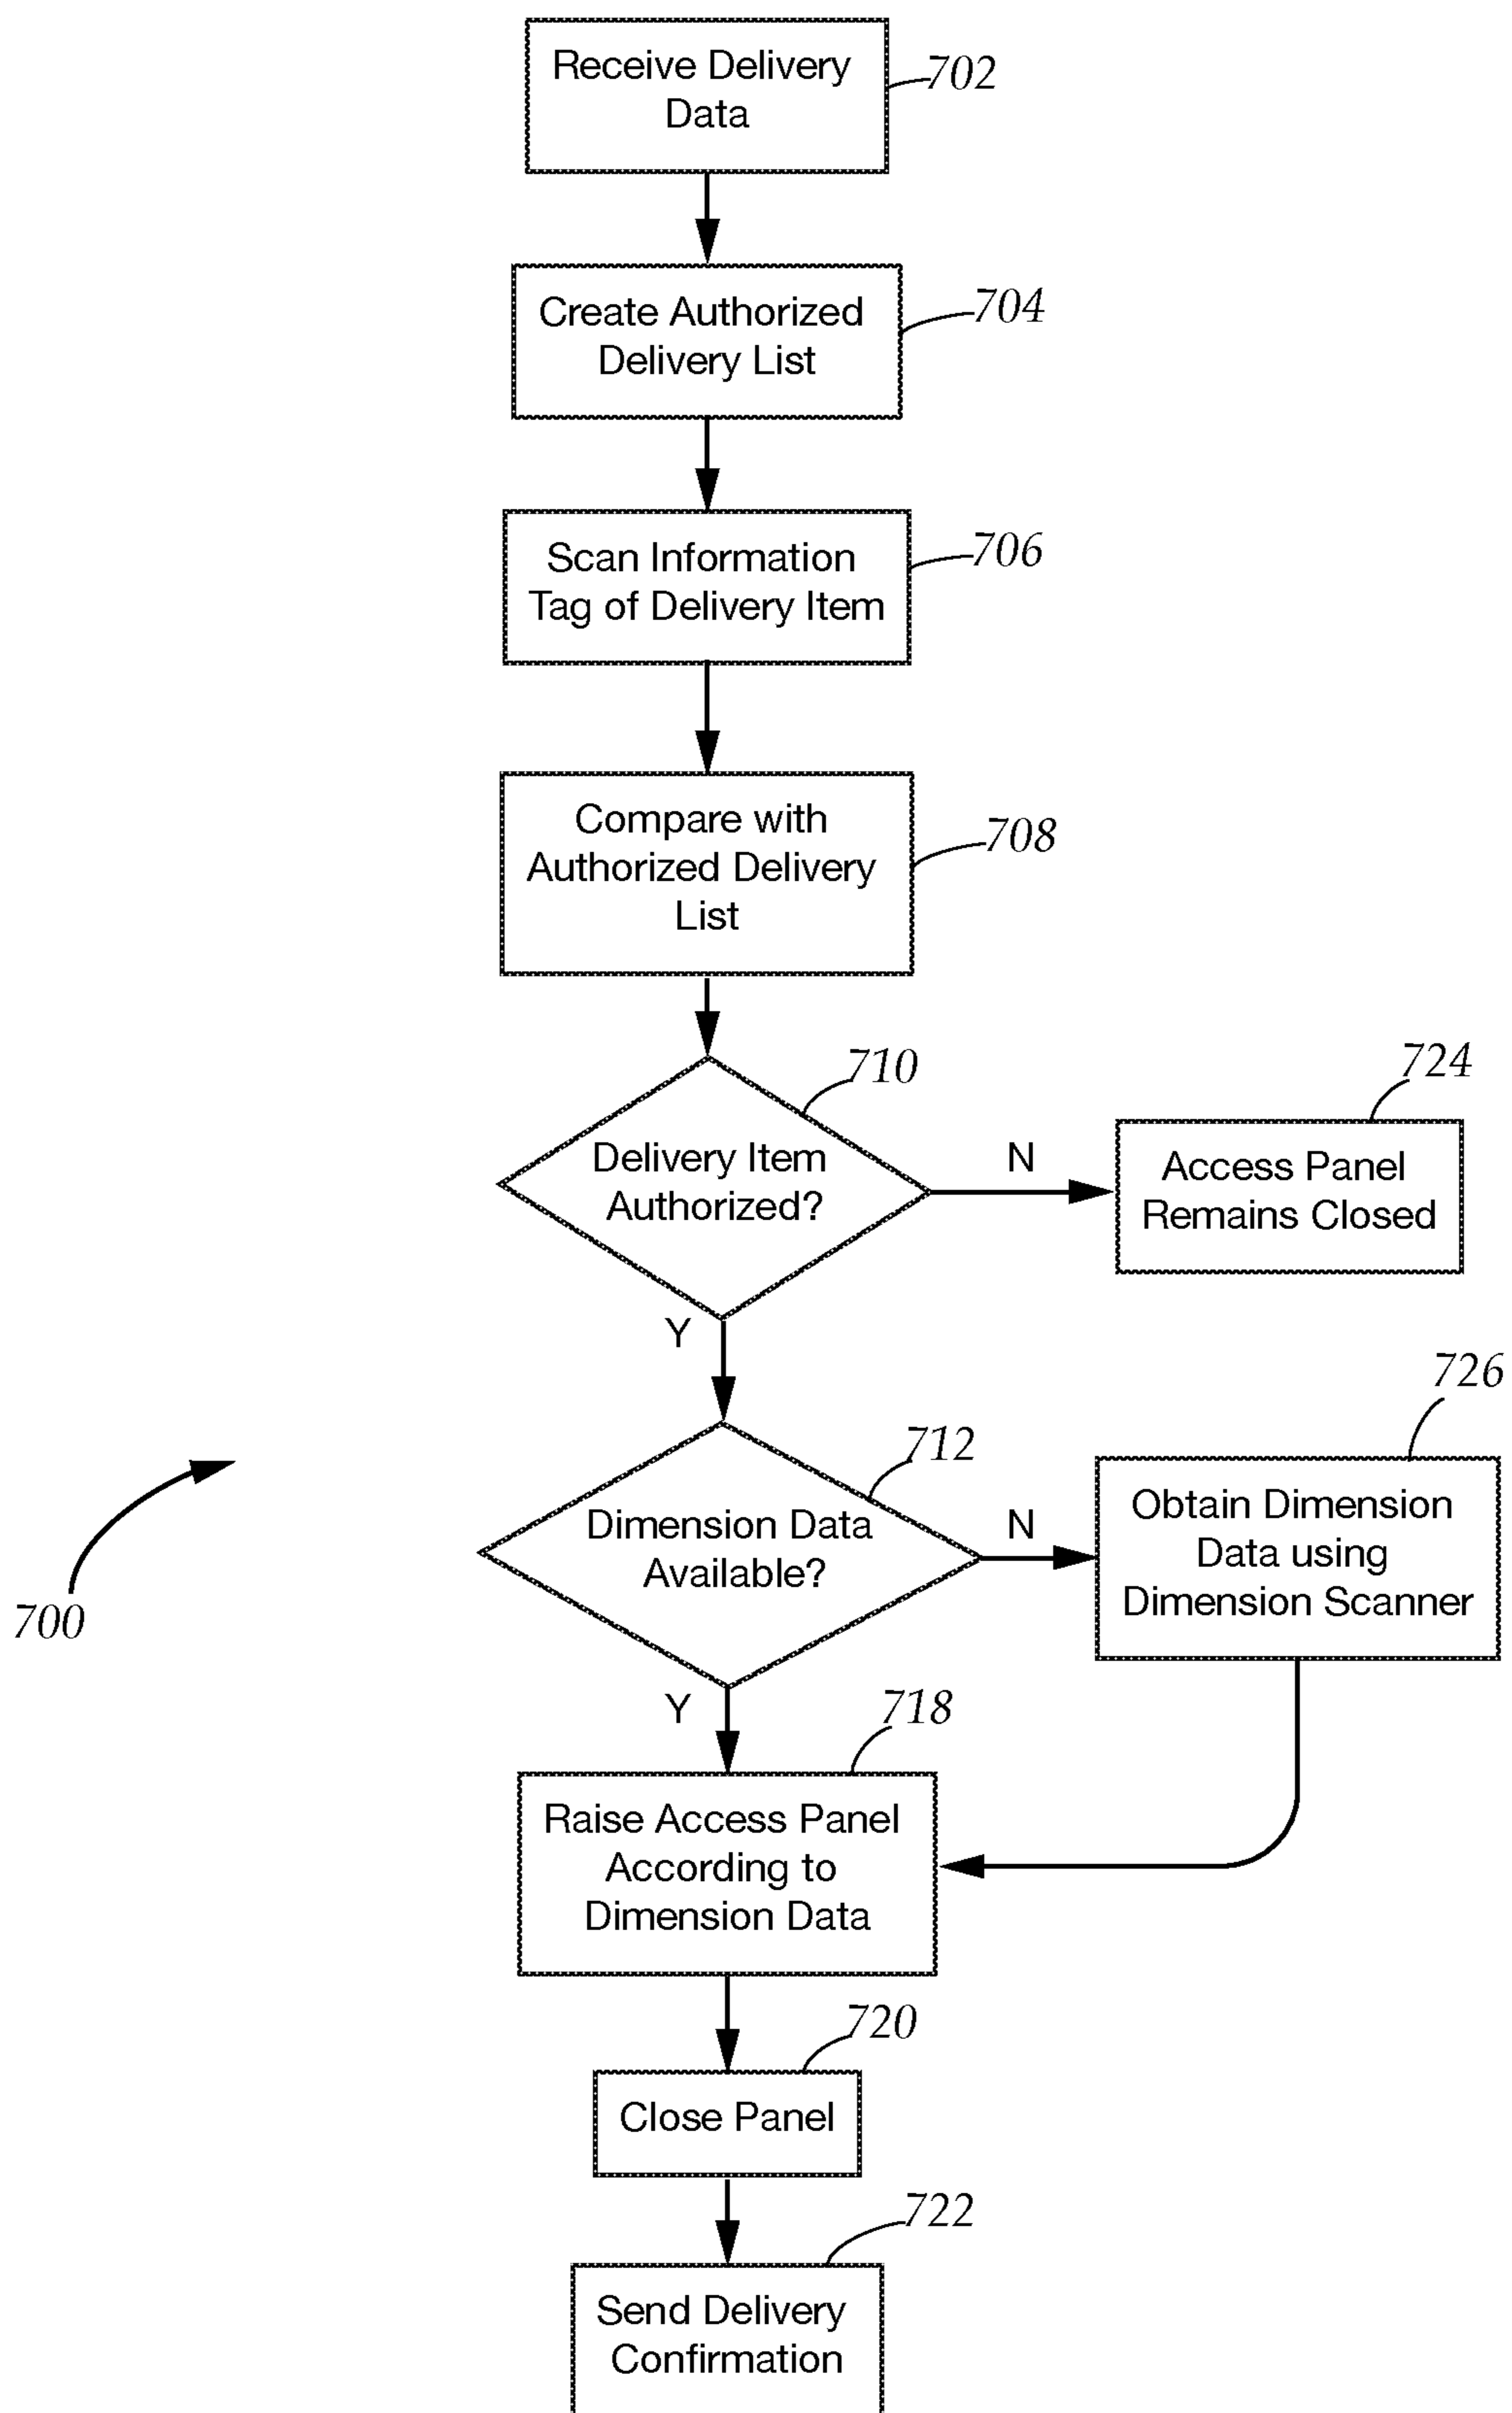 Receive Delivery
Data
702
Create Authorized
Delivery List
704
Scan Information
Tag of Delivery Item
706
Compare with
Authorized Delivery
List
708
710
Delivery Item
Authorized?
N
724
Access Panel
Remains Closed
Y
712
Dimension Data
Available?
N
726
Obtain Dimension
Data using
Dimension Scanner
700
Y
718
Raise Access Panel
According to
Dimension Data
720
Close Panel
722
Send Delivery
Confirmation